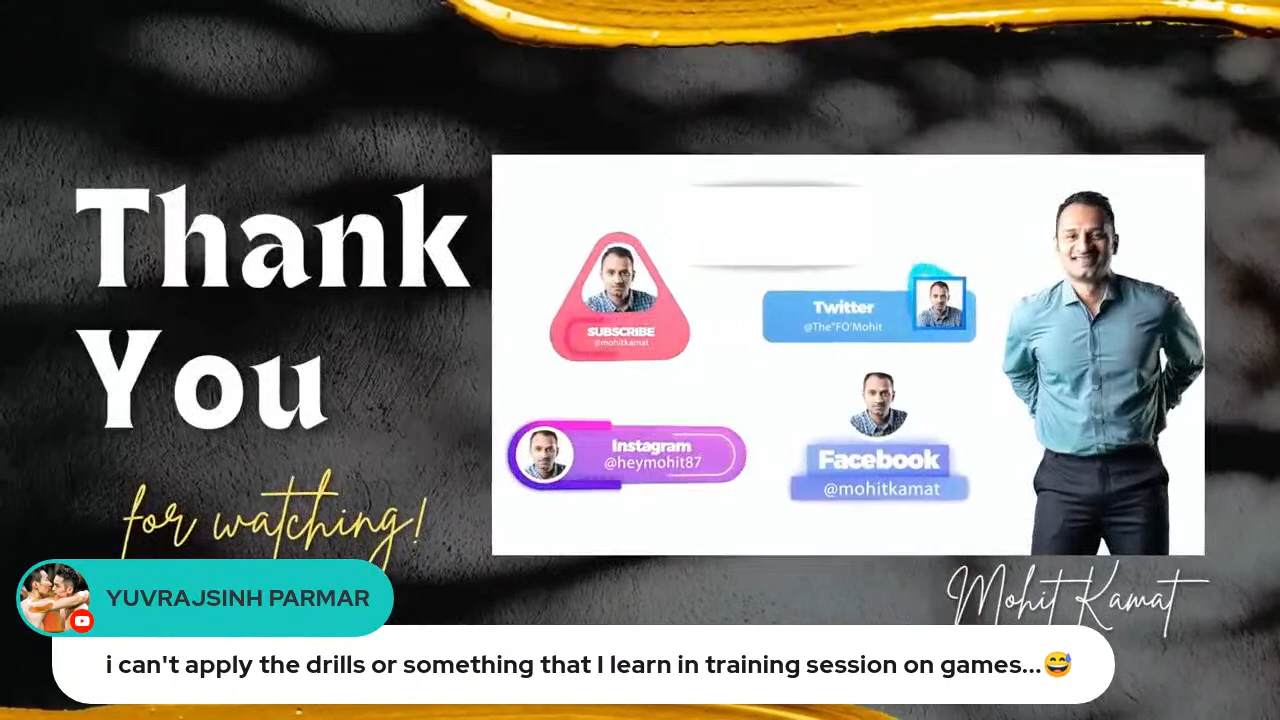 Thank
You
for watching!
SUBSCRIBE
@mohitkamat
Twitter
@The"FO'Mohit
Instagram
@heymohit87
Facebook
@mohitkamat
Mohit Kamat
YUVRAJSINH PARMAR
i can't apply the drills or something that I learn in training session on games...😅